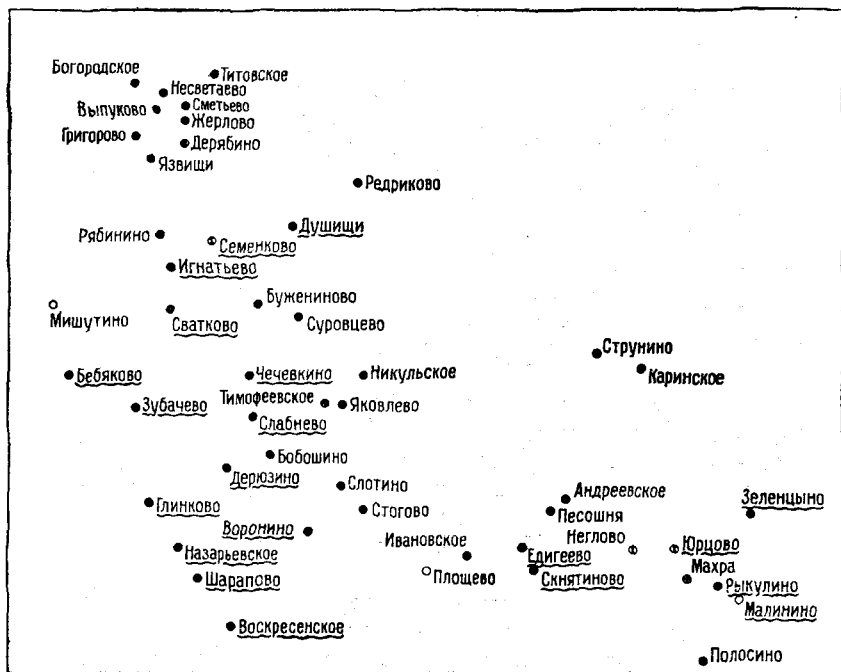 Богородское
Титовское
Несветаево
Выпуково
Сметьево
Жерлово
Григорово
Дерябино
Язвищи
Редриково
Душищи
Рябинино
Семенково
Игнатьево
Бужениново
Мишутино
Сватково
Суровцево
Струнино
Каринское
Бебяково
Чечевкино
Никульское
Тимофеевское
Зубачево
Яковлево
Слабнево
Бобошино
Дерюзино
Слотино
Андреевское
Зеленцыно
Глинково
Стогово
Песошня
Воронино
Неглово
Ивановское
Юрцово
Назарьевское
Едигеево
Махра
Шарапово
Площево
Скнятиново
Рыкулино
Малинино
Воскресенское
Полосино